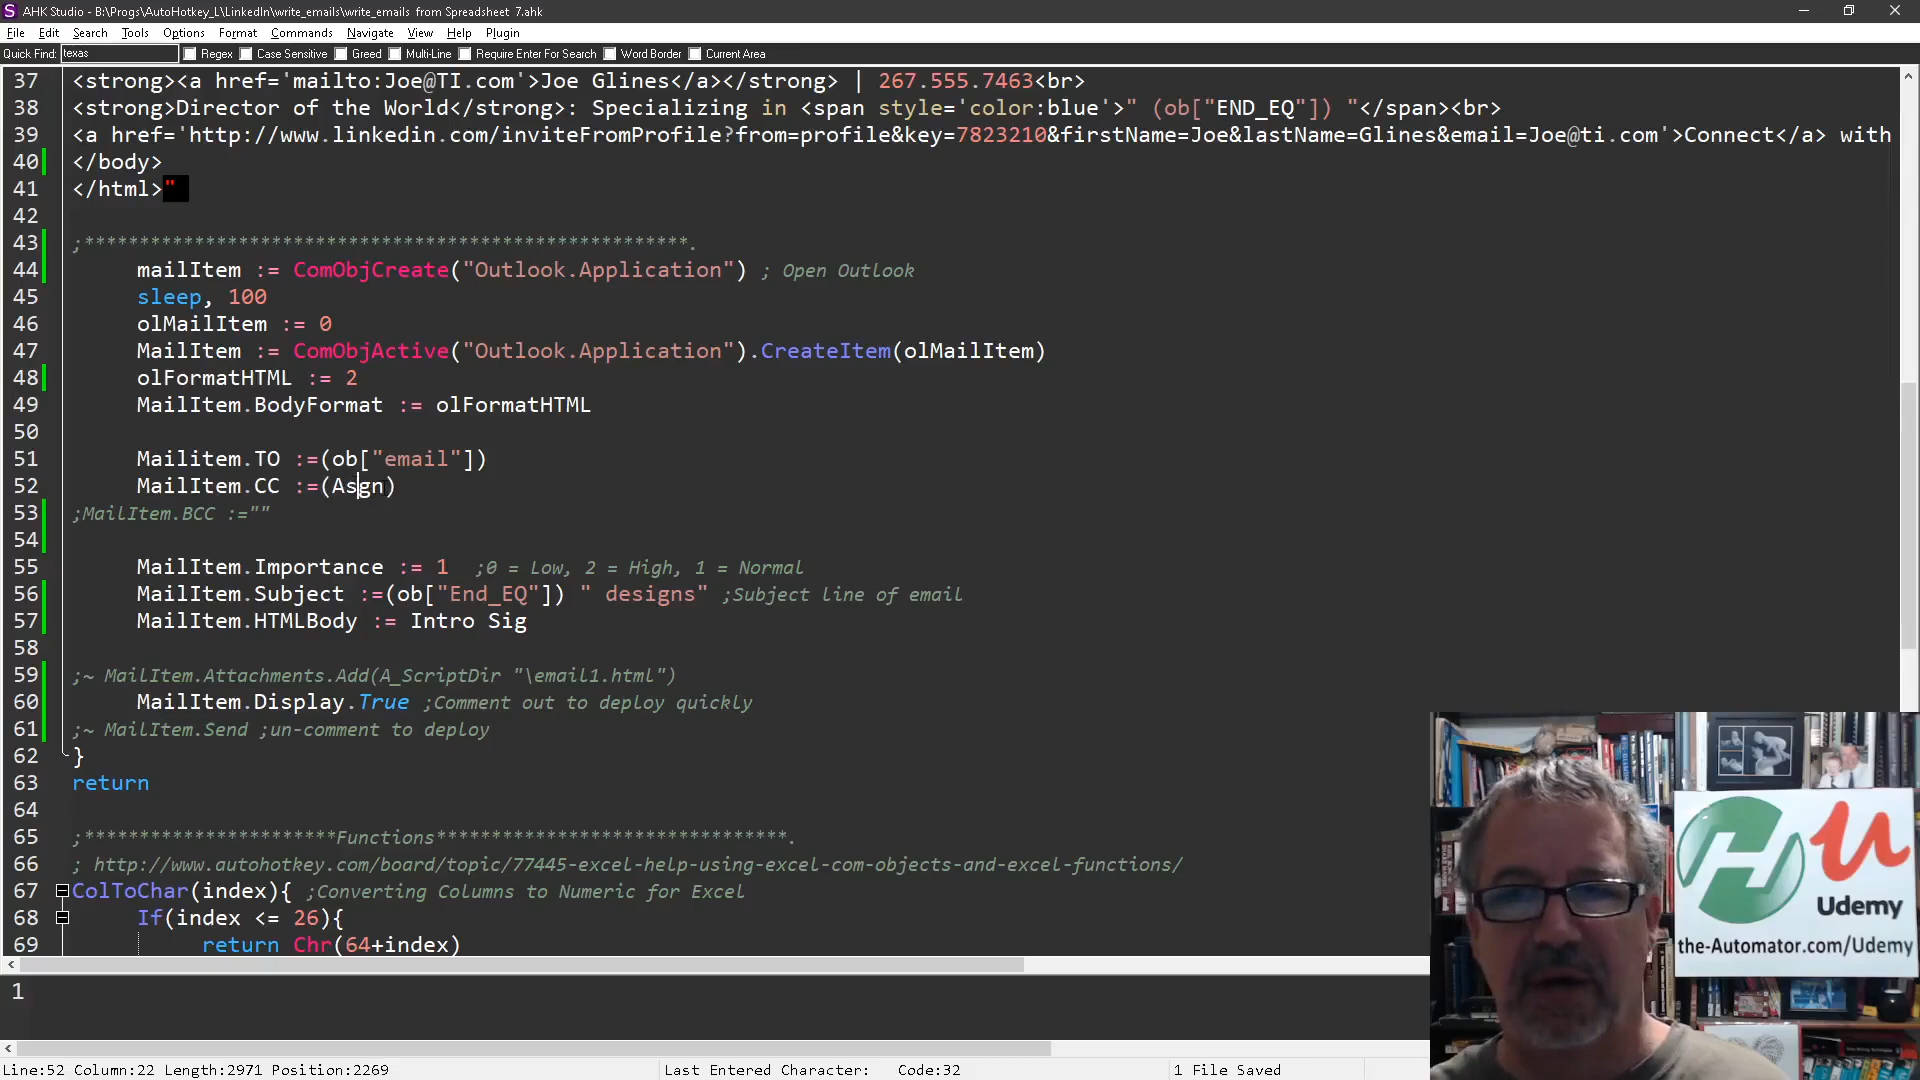 AHK Studio - B:\Progs\AutoHotkey_L\LinkedIn\write_emails\write_emails from Spreadsheet 7.ahk
File Edit Search Tools Options Format Commands Navigate View Help Plugin
Quick Find: texas Regex Case Sensitive Greed Multi-Line Require Enter For Search Word Border Current Area
37 <strong><a href='mailto:Joe@TI.com'>Joe Glines</a></strong> | 267.555.7463<br>
38 <strong>Director of the World</strong>: Specializing in <span style='color:blue'>" (ob["END_EQ"]) "</span><br>
39 <a href='http://www.linkedin.com/inviteFromProfile?from=profile&key=7823210&firstName=Joe&lastName=Glines&email=Joe@ti.com'>Connect</a> with
40 </body>
41 </html>"
42
43 ;********************************************************.
44 mailItem := ComObjCreate("Outlook.Application") ; Open Outlook
45 sleep, 100
46 olMailItem := 0
47 MailItem := ComObjActive("Outlook.Application").CreateItem(olMailItem)
48 olFormatHTML := 2
49 MailItem.BodyFormat := olFormatHTML
50
51 Mailitem.TO :=(ob["email"])
52 MailItem.CC :=(Asgn)
53 ;MailItem.BCC :=""
54
55 MailItem.Importance := 1 ;0 = Low, 2 = High, 1 = Normal
56 MailItem.Subject :=(ob["End_EQ"]) " designs" ;Subject line of email
57 MailItem.HTMLBody := Intro Sig
58
59 ;~ MailItem.Attachments.Add(A_ScriptDir "\email1.html")
60 MailItem.Display.True ;Comment out to deploy quickly
61 ;~ MailItem.Send ;un-comment to deploy
62 }
63 return
64
65 ;***********************Functions********************************.
66 ; http://www.autohotkey.com/board/topic/77445-excel-help-using-excel-com-objects-and-excel-functions/
67 ColToChar(index){ ;Converting Columns to Numeric for Excel
68 If(index <= 26){
69 return Chr(64+index)
1
Line:52 Column:22 Length:2971 Position:2269 Last Entered Character: Code:32 1 File Saved
H
u
Udemy
the-Automator.com/Udemy